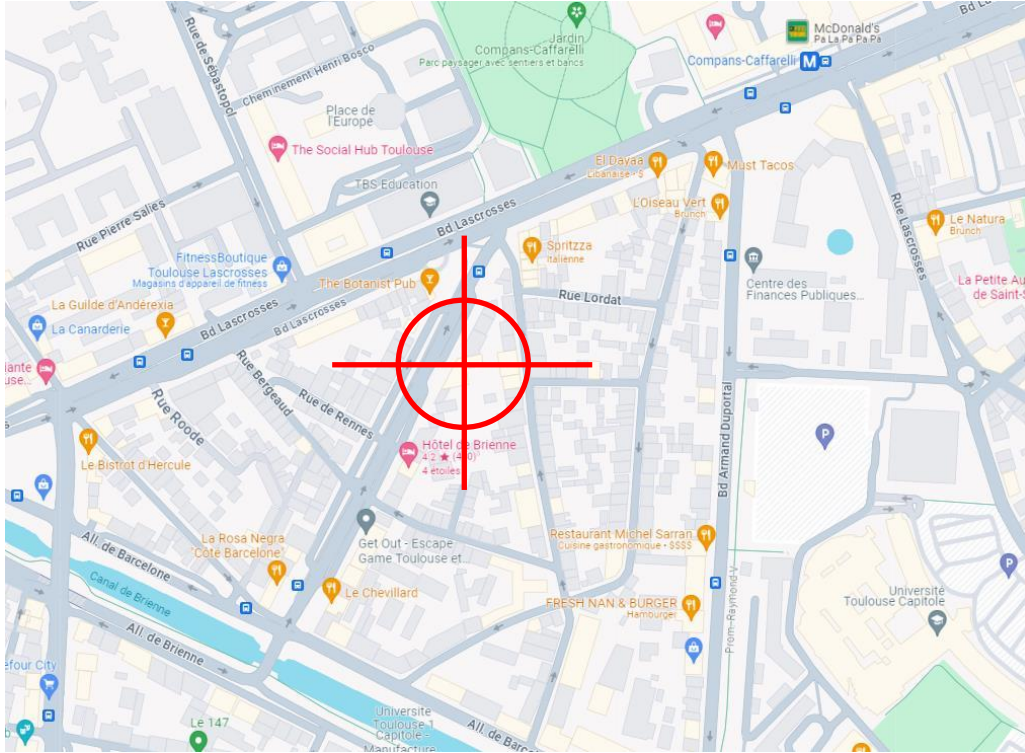 McDonald's
Pa La Pa Pa Pa
Jardin
Compans-Caffarelli
Parc paysager avec sentiers et bancs
Compans-Caffarelli
M
Rue de Sébastopol
Cheminement Henri Bosco
Place de
l'Europe
The Social Hub Toulouse
El Dayaa
Libanaise • $
Must Tacos
TBS Education
L'Oiseau Vert
Brunch
Rue Lascrosses
Le Natura
Brunch
Rue Pierre Salies
Bd Lascrosses
Spritzza
Italienne
FitnessBoutique
Toulouse Lascrosses
Magasins d'appareil de fitness
The Botanist Pub
Rue Lordat
Centre des
Finances Publiques...
La Petite Au
de Saint-S
La Guilde d'Anderexia
La Canarderie
Bd Lascrosses
Bd Lascrosses
iante
use...
Rue Bergeaud
Rue de Rennes
Rue Roode
Bd Armand Duportal
P
Hôtel de Brienne
4 étoiles
Le Bistrot d'Hercule
La Rosa Negra
"Côté Barcelone"
Get Out - Escape
Game Toulouse et...
Restaurant Michel Sarran
Cuisine gastronomique • $$$$
All. de Barcelone
Canal de Brienne
Le Chevillard
FRESH NAN & BURGER
Hamburger
Prom. Raymond-V
P
Université
Toulouse Capitole
All. de Barcelone
All. de Brienne
efour City
Le 147
Université
Toulouse 1
Capitole -
Manufacture